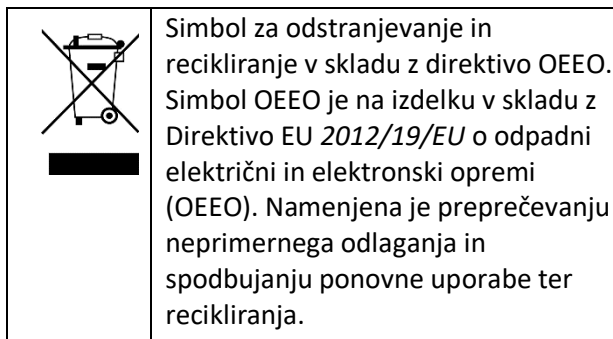 Simbol za odstranjevanje in
recikliranje v skladu z direktivo OEEO.
Simbol OEEO je na izdelku v skladu z
Direktivo EU 2012/19/EU o odpadni
električni in elektronski opremi
(OEEO). Namenjena je preprečevanju
neprimernega odlaganja in
spodbujanju ponovne uporabe ter
recikliranja.